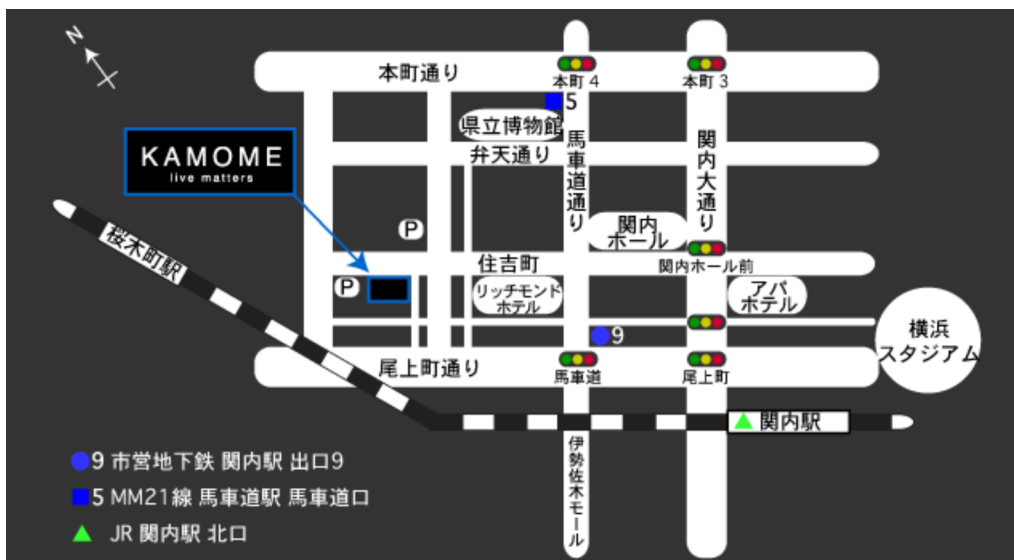 N
本町通り
本町 4
本町 3
5
県立博物館
弁天通り
馬車道通り
関内大通り
KAMOME
live matters
P
関内
ホール
桜木町駅
住吉町
関内ホール前
P
リッチモンド
ホテル
アパ
ホテル
9
横浜
スタジアム
尾上町通り
馬車道
尾上町
関内駅
伊勢佐木モール
9 市営地下鉄 関内駅 出口9
5 MM21線 馬車道駅 馬車道口
JR 関内駅 北口